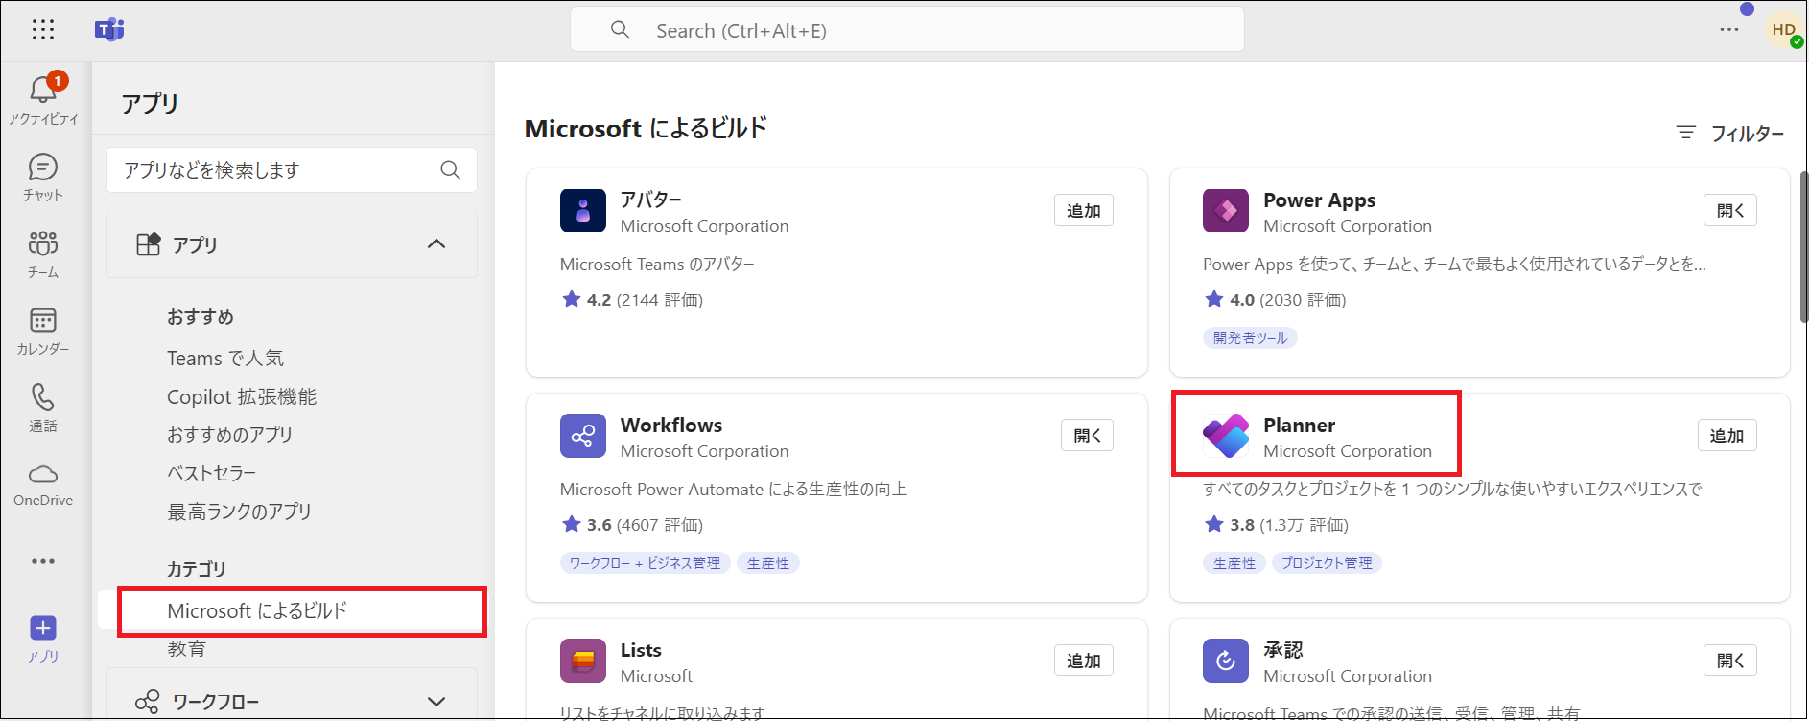 Search (Ctrl+Alt+E)
HD
1
アクティビティ
チャット
チーム
カレンダー
通話
OneDrive
アプリ
アプリ
アプリなどを検索します
アプリ
おすすめ
Teams で人気
Copilot 拡張機能
おすすめのアプリ
ベストセラー
最高ランクのアプリ
カテゴリ
Microsoft によるビルド
教育
ワークフロー
Microsoft によるビルド
フィルター
アバター
Microsoft Corporation
追加
Microsoft Teams のアバター
4.2 (2144 評価)
Power Apps
Microsoft Corporation
開く
Power Apps を使って、チームと、チームで最もよく使用されているデータとを...
4.0 (2030 評価)
開発者ツール
Workflows
Microsoft Corporation
開く
Microsoft Power Automate による生産性の向上
3.6 (4607 評価)
ワークフロー + ビジネス管理 生産性
Planner
Microsoft Corporation
追加
すべてのタスクとプロジェクトを 1 つのシンプルな使いやすいエクスペリエンスで
3.8 (1.3万 評価)
生産性 プロジェクト管理
Lists
Microsoft
追加
リストをチャネルに取り込みます
承認
Microsoft Corporation
開く
Microsoft Teams での承認の送信、受信、管理、共有